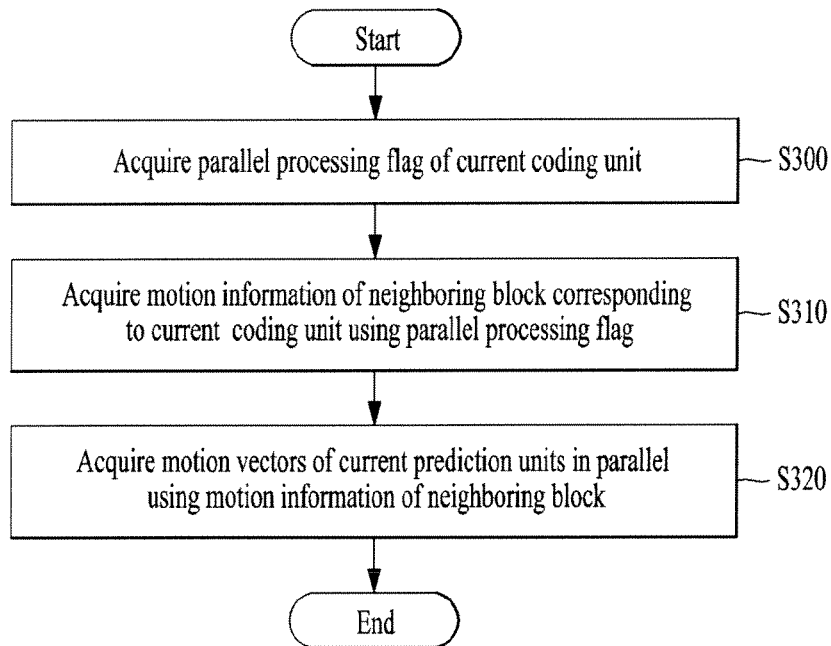 Start
Acquire parallel processing flag of current coding unit
S300
Acquire motion information of neighboring block corresponding
to current coding unit using parallel processing flag
S310
Acquire motion vectors of current prediction units in parallel
using motion information of neighboring block
S320
End